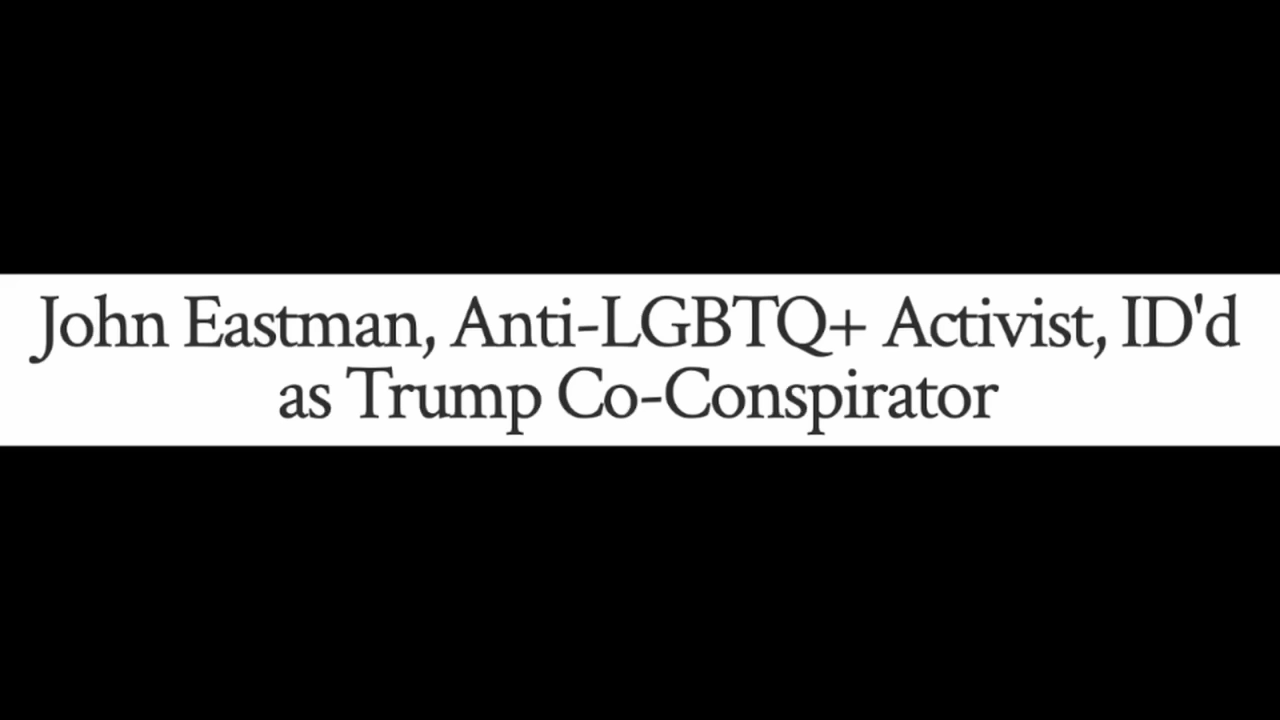 John Eastman, Anti-LGBTQ+ Activist, ID'd
as Trump Co-Conspirator